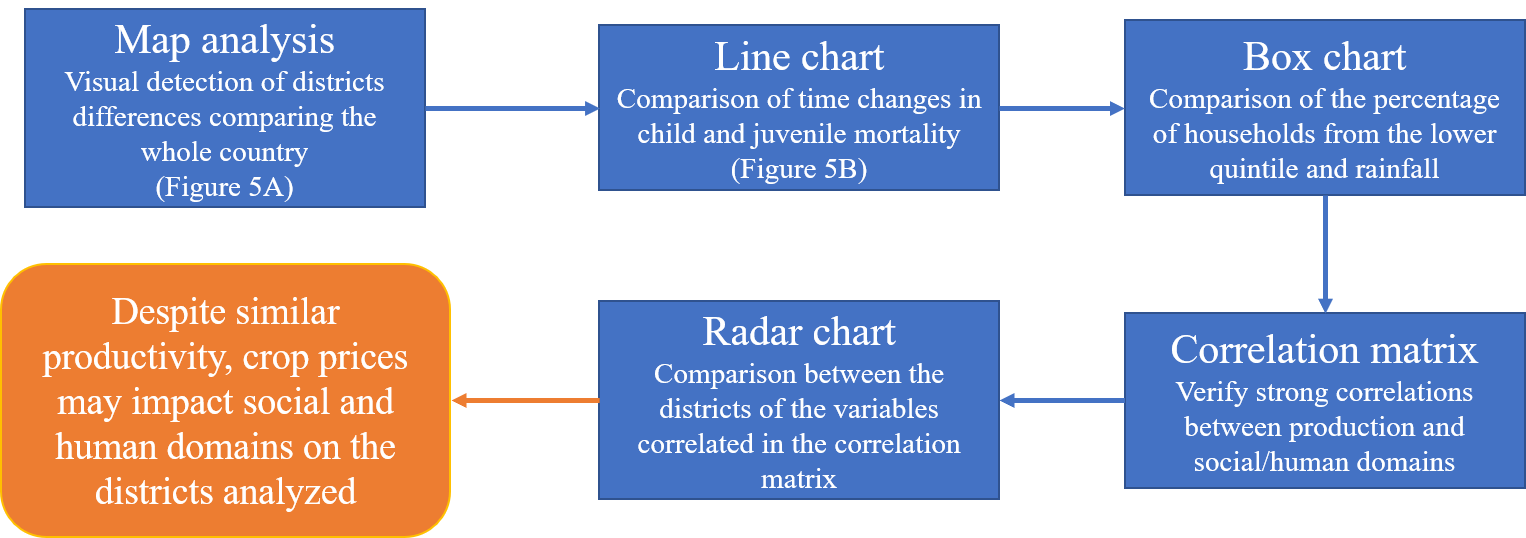 Map analysis
Visual detection of districts
differences comparing the
whole country
(Figure 5A)
Line chart
Comparison of time changes in
child and juvenile mortality
(Figure 5B)
Box chart
Comparison of the percentage
of households from the lower
quintile and rainfall
Correlation matrix
Verify strong correlations
between production and
social/human domains
Radar chart
Comparison between the
districts of the variables
correlated in the correlation
matrix
Despite similar
productivity, crop prices
may impact social and
human domains on the
districts analyzed